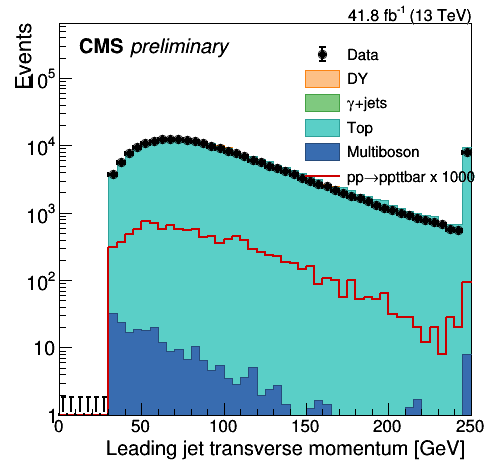 41.8 fb⁻¹ (13 TeV)
Events
CMS preliminary
Data
DY
γ+jets
Top
Multiboson
pp→ppttbar x 1000
10⁵
10⁴
10³
10²
10
1
0 50 100 150 200 250
Leading jet transverse momentum [GeV]